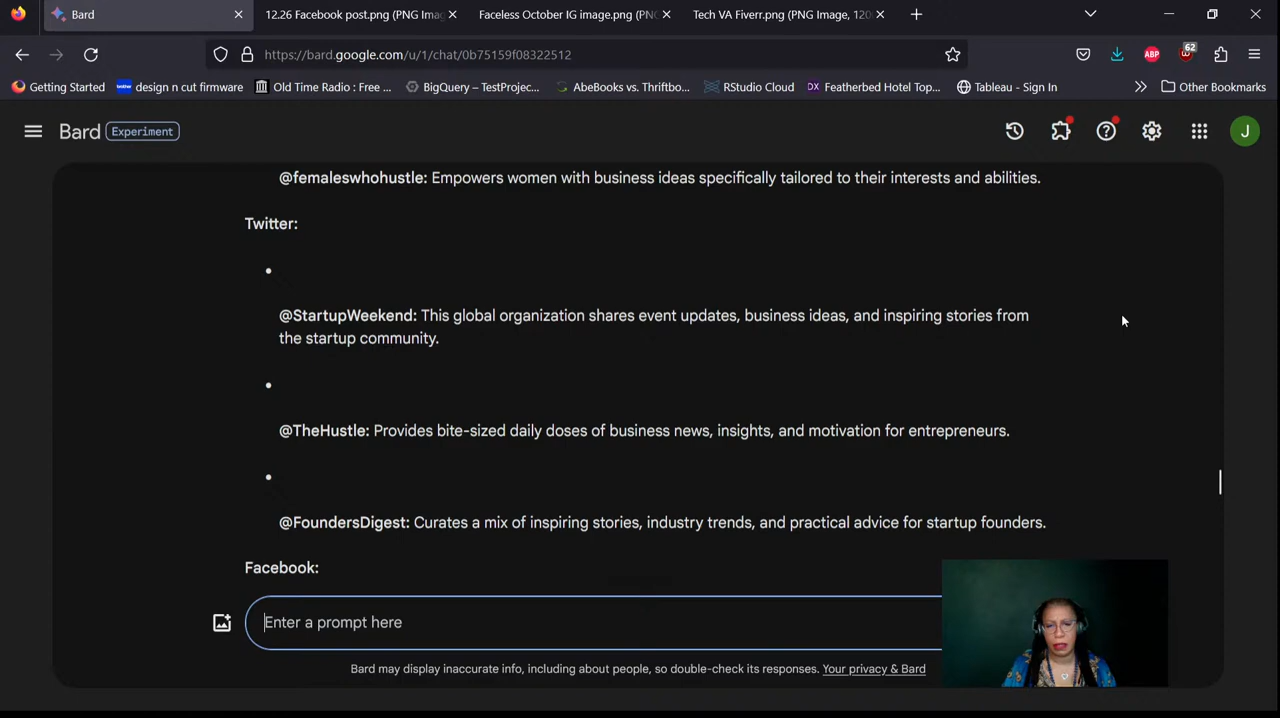 Bard
12.26 Facebook post.png (PNG Imag
Faceless October IG image.png (PN
Tech VA Fiverr.png (PNG Image, 120
https://bard.google.com/u/1/chat/0b75159f08322512
ABP
62
Getting Started
brother
design n cut firmware
Old Time Radio : Free ...
BigQuery – TestProjec...
AbeBooks vs. Thriftbo...
RStudio Cloud
DX
Featherbed Hotel Top...
Tableau - Sign In
Other Bookmarks
Bard
Experiment
J
@femaleswhohustle: Empowers women with business ideas specifically tailored to their interests and abilities.
Twitter:
@StartupWeekend: This global organization shares event updates, business ideas, and inspiring stories from
the startup community.
@TheHustle: Provides bite-sized daily doses of business news, insights, and motivation for entrepreneurs.
@FoundersDigest: Curates a mix of inspiring stories, industry trends, and practical advice for startup founders.
Facebook:
Enter a prompt here
Bard may display inaccurate info, including about people, so double-check its responses. Your privacy & Bard